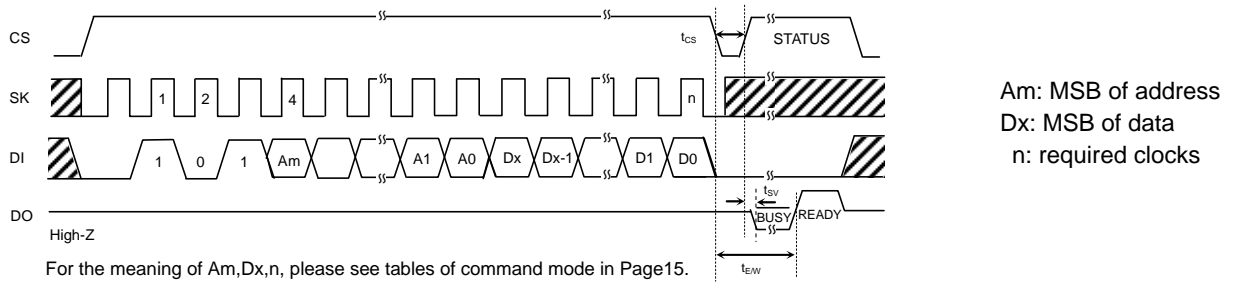 CS
tCS
STATUS
SK
1
2
4
n
DI
1
0
1
Am
A1
A0
Dx
Dx-1
D1
D0
tSV
DO
BUSY
READY
High-Z
tE/W
For the meaning of Am,Dx,n, please see tables of command mode in Page15.
Am: MSB of address
Dx: MSB of data
n: required clocks